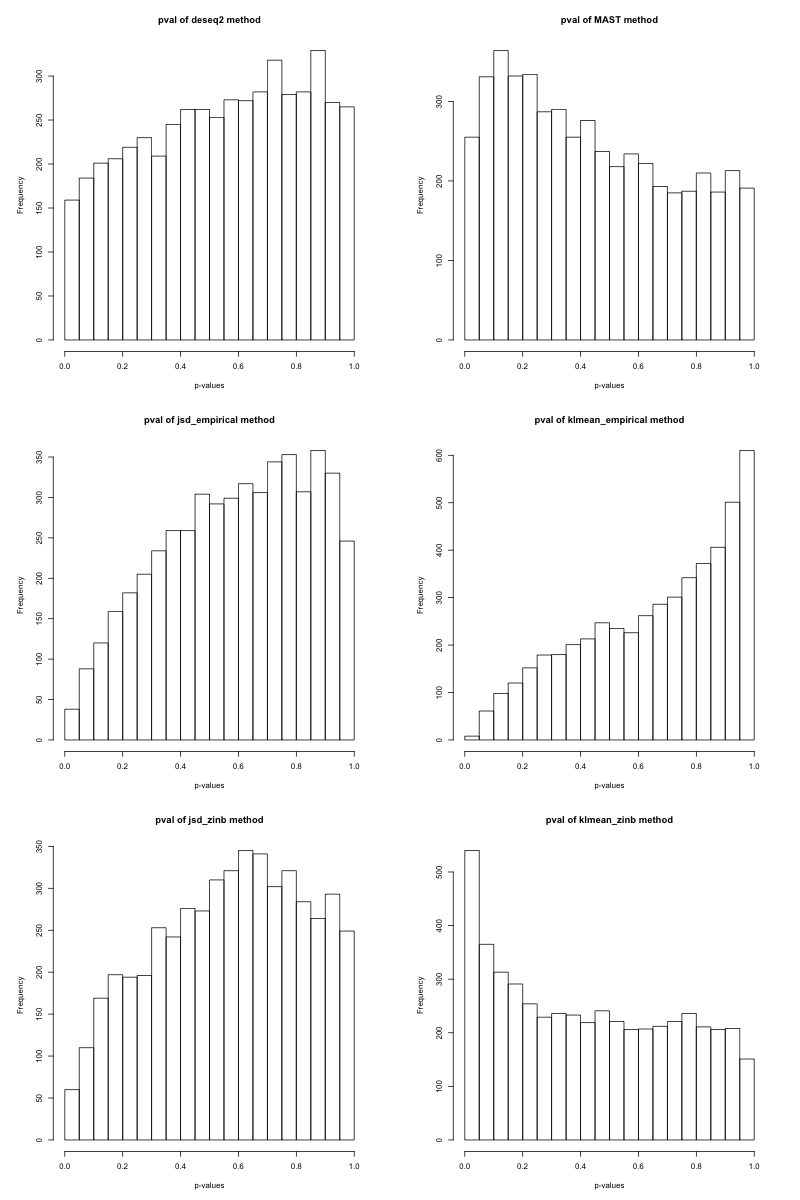 pval of deseq2 method
Frequency
0 50 100 150 200 250 300
0.0 0.2 0.4 0.6 0.8 1.0
p-values
pval of MAST method
Frequency
0 100 200 300
0.0 0.2 0.4 0.6 0.8 1.0
p-values
pval of jsd_empirical method
Frequency
0 50 100 150 200 250 300 350
0.0 0.2 0.4 0.6 0.8 1.0
p-values
pval of klmean_empirical method
Frequency
0 100 200 300 400 500 600
0.0 0.2 0.4 0.6 0.8 1.0
p-values
pval of jsd_zinb method
Frequency
0 50 100 150 200 250 300 350
0.0 0.2 0.4 0.6 0.8 1.0
p-values
pval of klmean_zinb method
Frequency
0 100 200 300 400 500
0.0 0.2 0.4 0.6 0.8 1.0
p-values